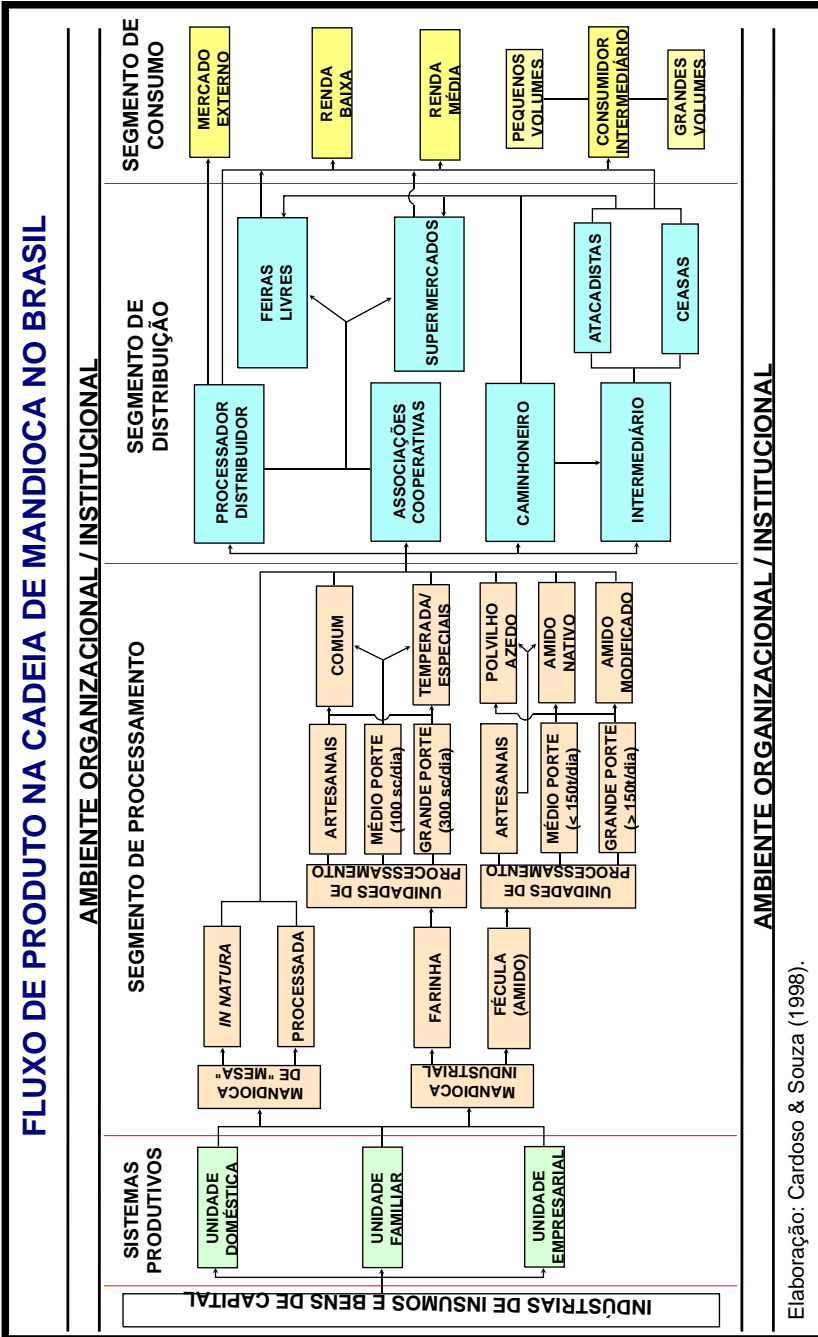 FLUXO DE PRODUTO NA CADEIA DE MANDIOCA NO BRASIL
AMBIENTE ORGANIZACIONAL / INSTITUCIONAL
SISTEMAS
PRODUTIVOS
SEGMENTO DE PROCESSAMENTO
SEGMENTO DE
DISTRIBUIÇÃO
SEGMENTO DE
CONSUMO
INDÚSTRIAS DE INSUMOS E BENS DE CAPITAL
UNIDADE
DOMÉSTICA
UNIDADE
FAMILIAR
UNIDADE
EMPRESARIAL
MANDIOCA
DE "MESA"
MANDIOCA
INDUSTRIAL
IN NATURA
PROCESSADA
FARINHA
FÉCULA
(AMIDO)
UNIDADES DE
PROCESSAMENTO
UNIDADES DE
PROCESSAMENTO
ARTESANAIS
MÉDIO PORTE
(100 sc/dia)
GRANDE PORTE
(300 sc/dia)
ARTESANAIS
MÉDIO PORTE
(< 150t/dia)
GRANDE PORTE
(> 150t/dia)
COMUM
TEMPERADA/
ESPECIAIS
POLVILHO
AZEDO
AMIDO
NATIVO
AMIDO
MODIFICADO
PROCESSADOR
DISTRIBUIDOR
ASSOCIAÇÕES
COOPERATIVAS
CAMINHONEIRO
INTERMEDIÁRIO
FEIRAS
LIVRES
SUPERMERCADOS
ATACADISTAS
CEASAS
MERCADO
EXTERNO
RENDA
BAIXA
RENDA
MÉDIA
PEQUENOS
VOLUMES
CONSUMIDOR
INTERMEDIÁRIO
GRANDES
VOLUMES
AMBIENTE ORGANIZACIONAL / INSTITUCIONAL
Elaboração: Cardoso & Souza (1998).